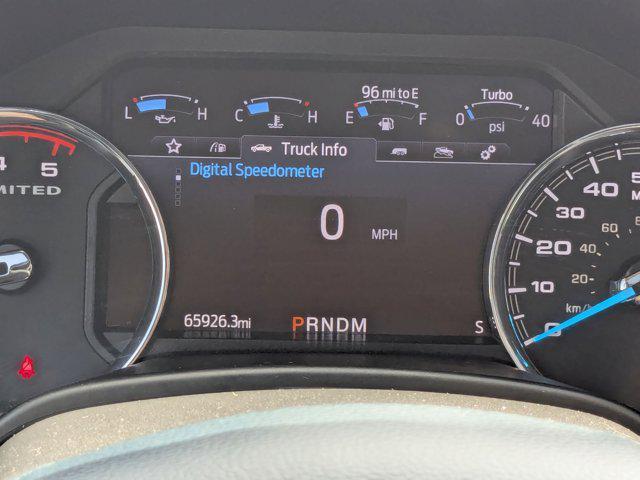 96 mi to E
Turbo
L H C H E F 0 40
psi
Truck Info
Digital Speedometer
0
MPH
65926.3mi
PRNDM
S
4 5
MITED
50
40
30
20
10
0
60
40
20
km/h